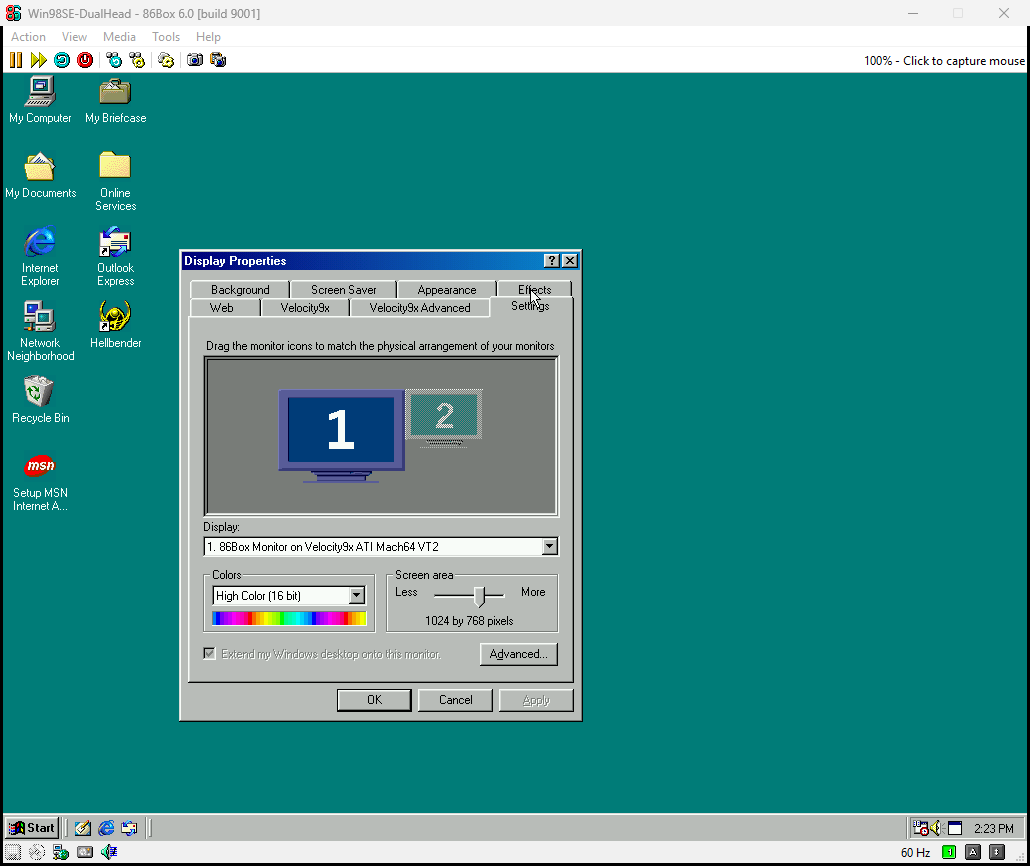 Win98SE-DualHead - 86Box 6.0 [build 9001]
Action View Media Tools Help
100% - Click to capture mouse
My Computer
My Briefcase
My Documents
Online
Services
Internet
Explorer
Outlook
Express
Network
Neighborhood
Hellbender
Recycle Bin
msn
Setup MSN
Internet A...
Display Properties
Background Screen Saver Appearance Effects
Web Velocity9x Velocity9x Advanced Settings
Drag the monitor icons to match the physical arrangement of your monitors
1 2
Display:
1. 86Box Monitor on Velocity9x ATI Mach64 VT2
Colors
High Color (16 bit)
Screen area
Less More
1024 by 768 pixels
Extend my Windows desktop onto this monitor.
Advanced...
OK Cancel Apply
Start
2:23 PM
60 Hz 1 A